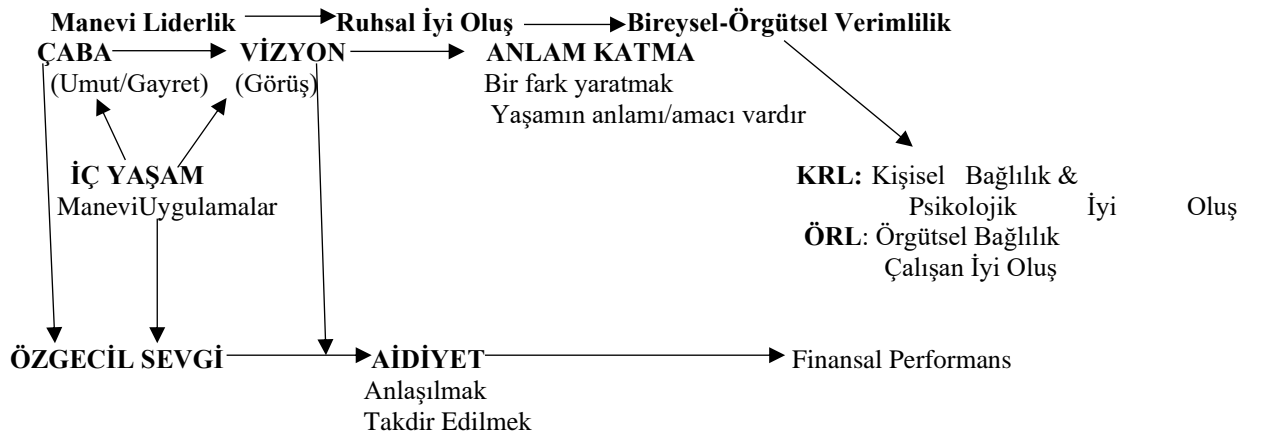 Manevi Liderlik Ruhsal İyi Oluş Bireysel-Örgütsel Verimlilik
ÇABA VİZYON ANLAM KATMA
(Umut/Gayret) (Görüş) Bir fark yaratmak
Yaşamın anlamı/amacı vardır
İÇ YAŞAM KRL: Kişisel Bağlılık &
ManeviUygulamalar Psikolojik İyi Oluş
ÖRL: Örgütsel Bağlılık
Çalışan İyi Oluş
ÖZGECİL SEVGİ AİDİYET Finansal Performans
Anlaşılmak
Takdir Edilmek